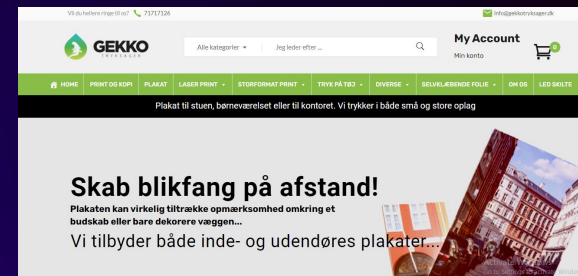 Vil du hellere ringe til os? 71717126
info@gekkotryksager.dk
GEKKO
TRYKSAGER
Alle kategorier
Jeg leder efter ...
My Account
Min konto
0
HOME PRINT OG KOPI PLAKAT LASER PRINT STORFORMAT PRINT TRYK PÅ TØJ DIVERSE SELVKLÆBENDE FOLIE OM OS LED SKILTE
Plakat til stuen, børneværelset eller til kontoret. Vi trykker i både små og store oplag
Skab blikfang på afstand!
Plakaten kan virkelig tiltrække opmærksomhed omkring et
budskab eller bare dekorere væggen...
Vi tilbyder både inde- og udendøres plakater...